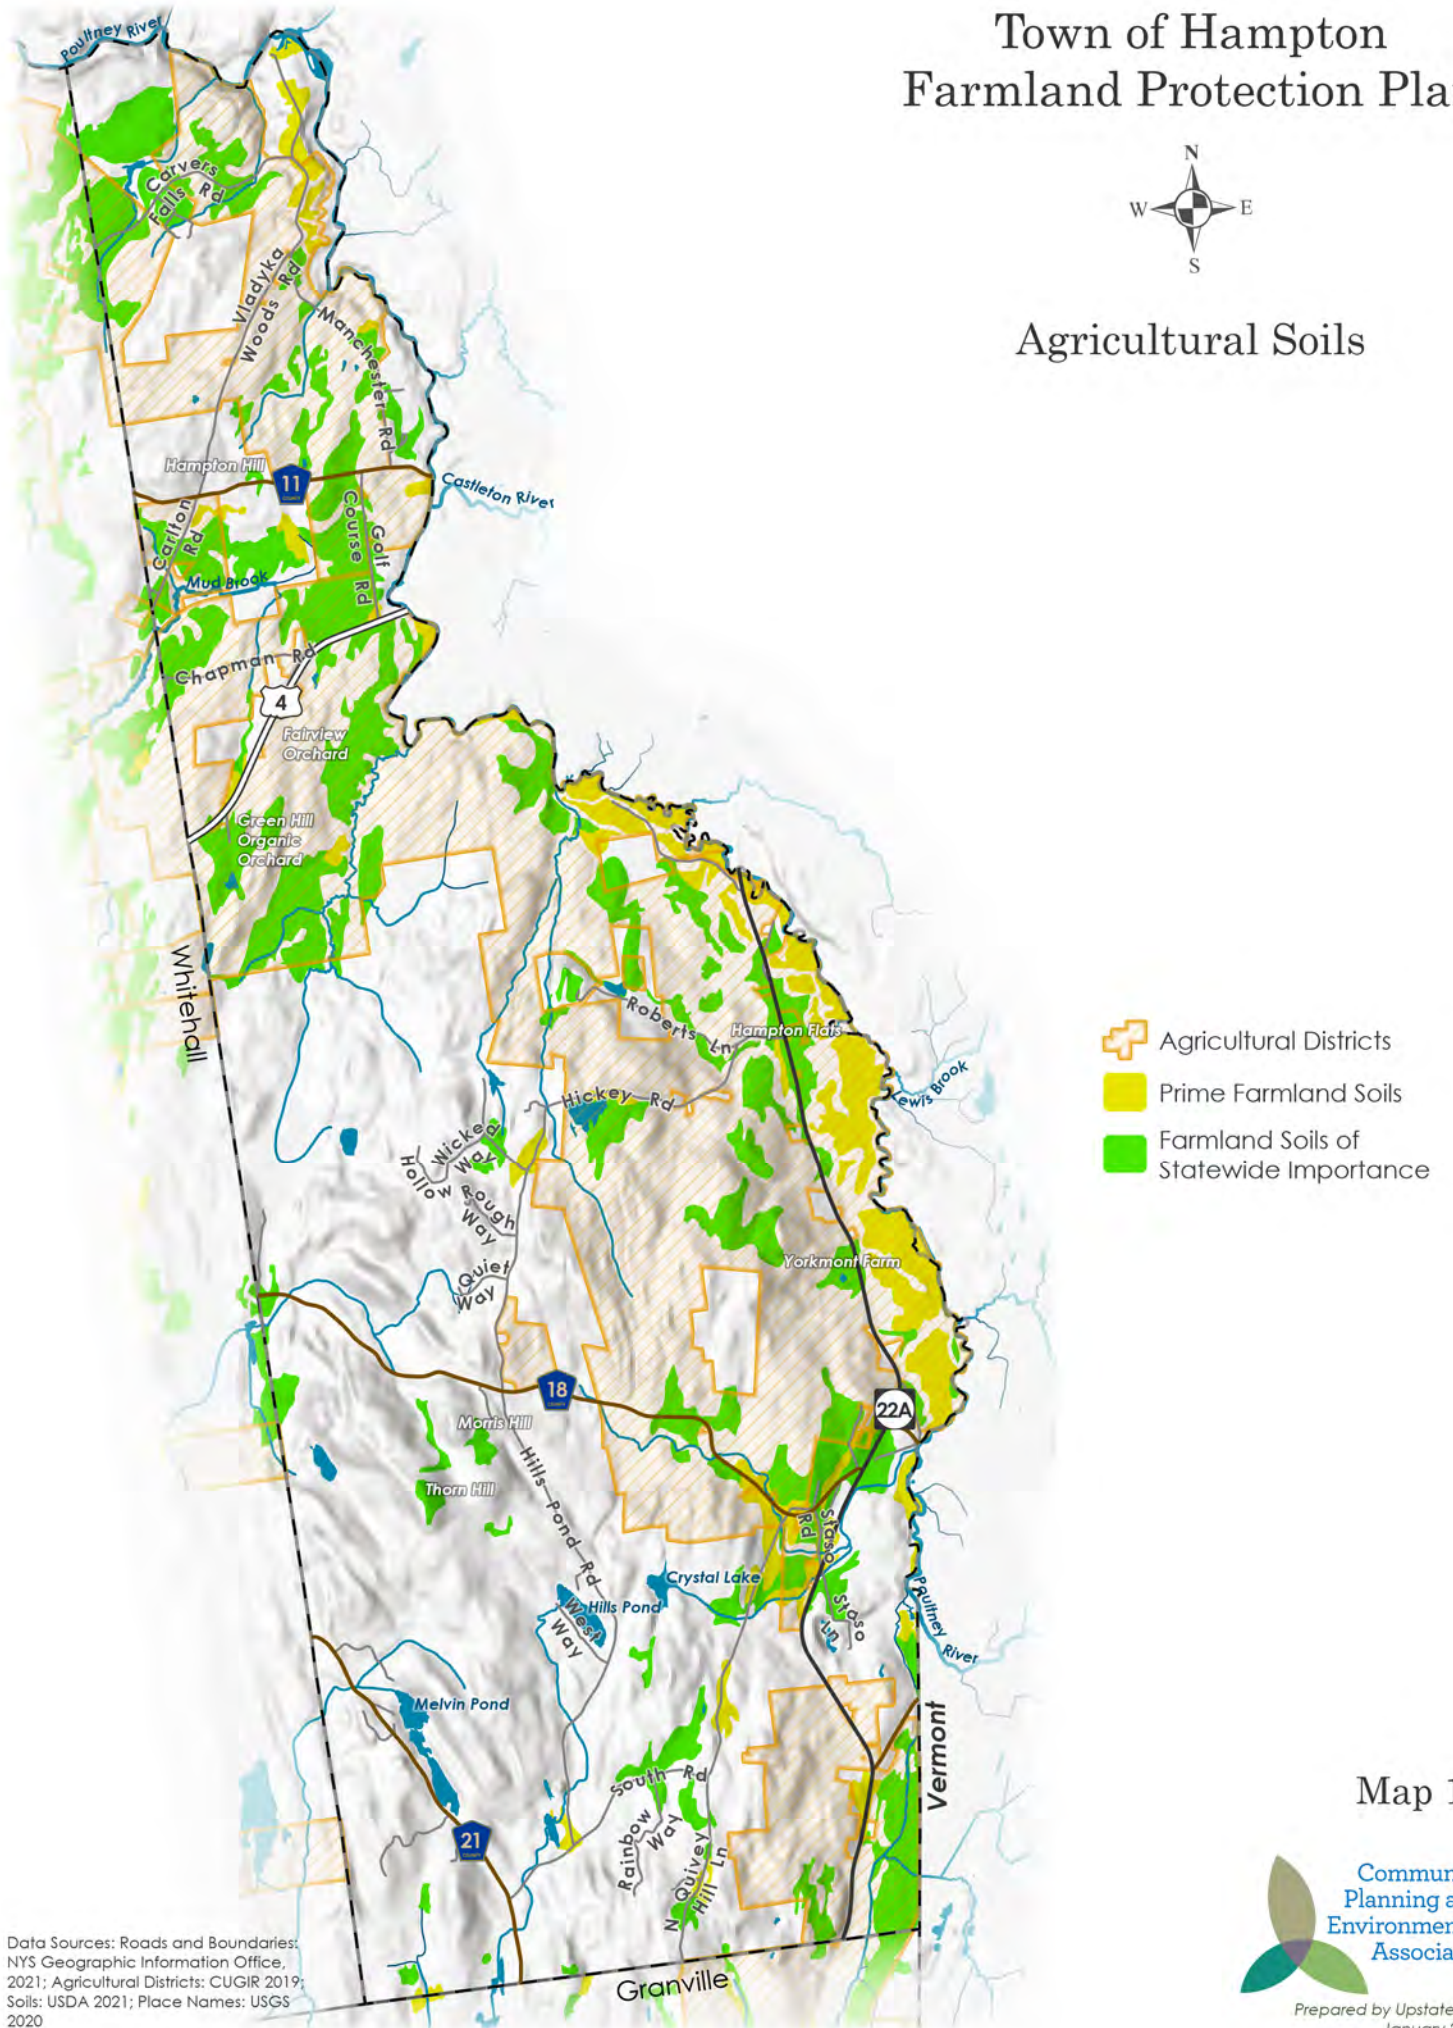 Town of Hampton
Farmland Protection
N
W
E
S
Agricultural Soils
Poultney River
Carvers
Falls Rd
Vladyka
Woods Rd
Manchester Rd
Hampton Hill
11
COUNTY
Castleton River
Carlton
Rd
Golf
Course Rd
Mud Brook
Chapman Rd
4
Fairview
Orchard
Green Hill
Organic
Orchard
Whitehall
Roberts Ln
Hampton Flats
Lewis Brook
Hickey Rd
Wicked
Way
Hollow
Rough
Way
Quiet
Way
Yorkmont Farm
Agricultural Districts
Prime Farmland Soils
Farmland Soils of
Statewide Importance
18
COUNTY
22A
Morris Hill
Thorn Hill
Hills Pond Rd
Staso
Rd
Crystal Lake
Hills Pond
West
Way
Staso
Ln
Poultney
River
Melvin Pond
Vermont
South Rd
Rainbow
Way
N Quivey
Hill Ln
21
COUNTY
Granville
Map
Planning
Prepared by Upstate
Data Sources: Roads and Boundaries:
NYS Geographic Information Office,
2021; Agricultural Districts: CUGIR 2019;
Soils: USDA 2021; Place Names: USGS
2020